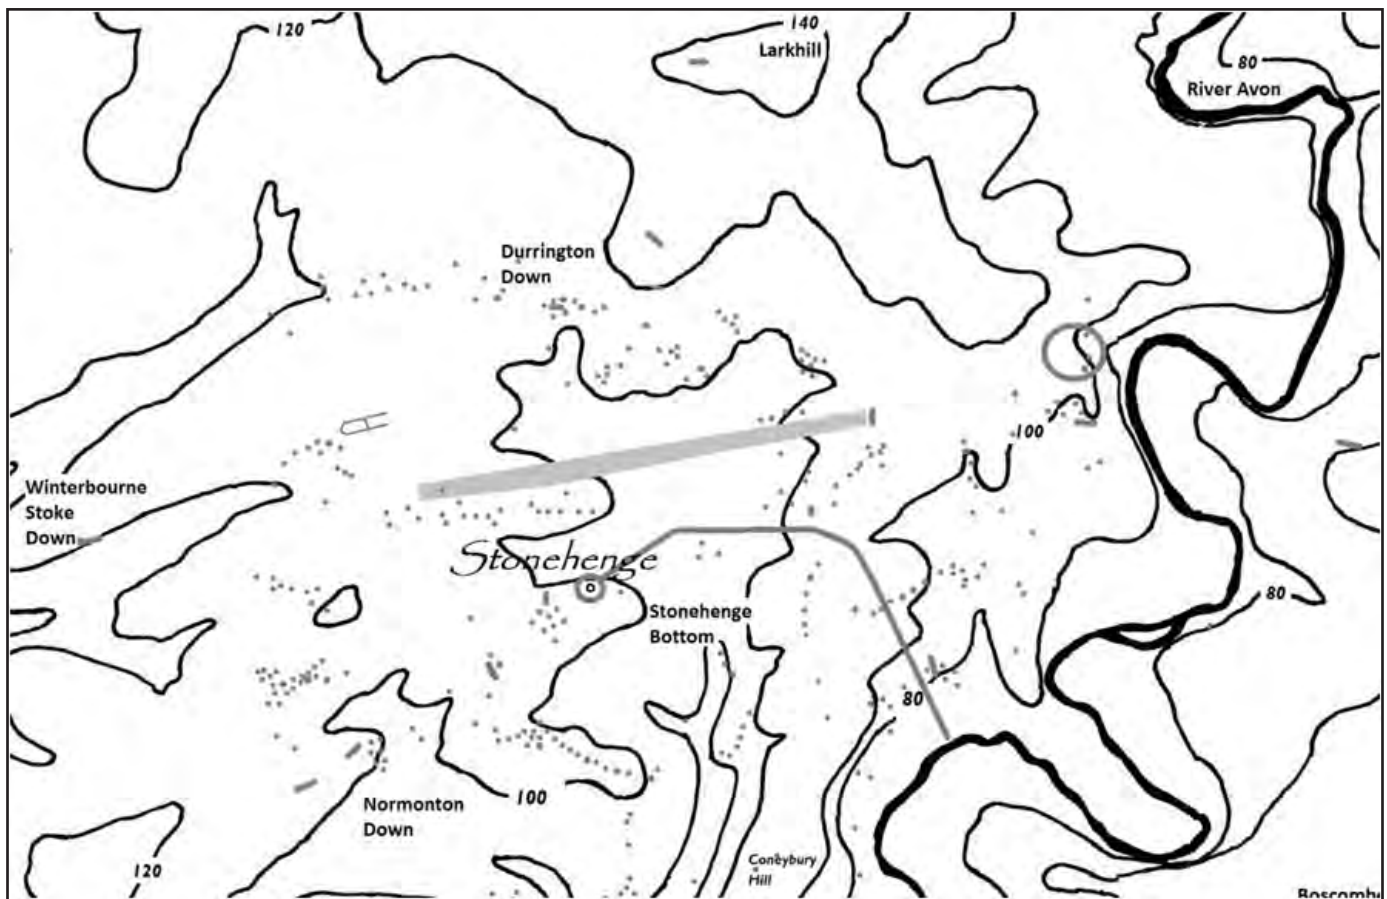 120
140
Larkhill
80
River Avon
Durrington
Down
100
Winterbourne
Stoke
Down
Stonehenge
Stonehenge
Bottom
80
80
100
Normonton
Down
120
Coneybury
Hill
Boscombe